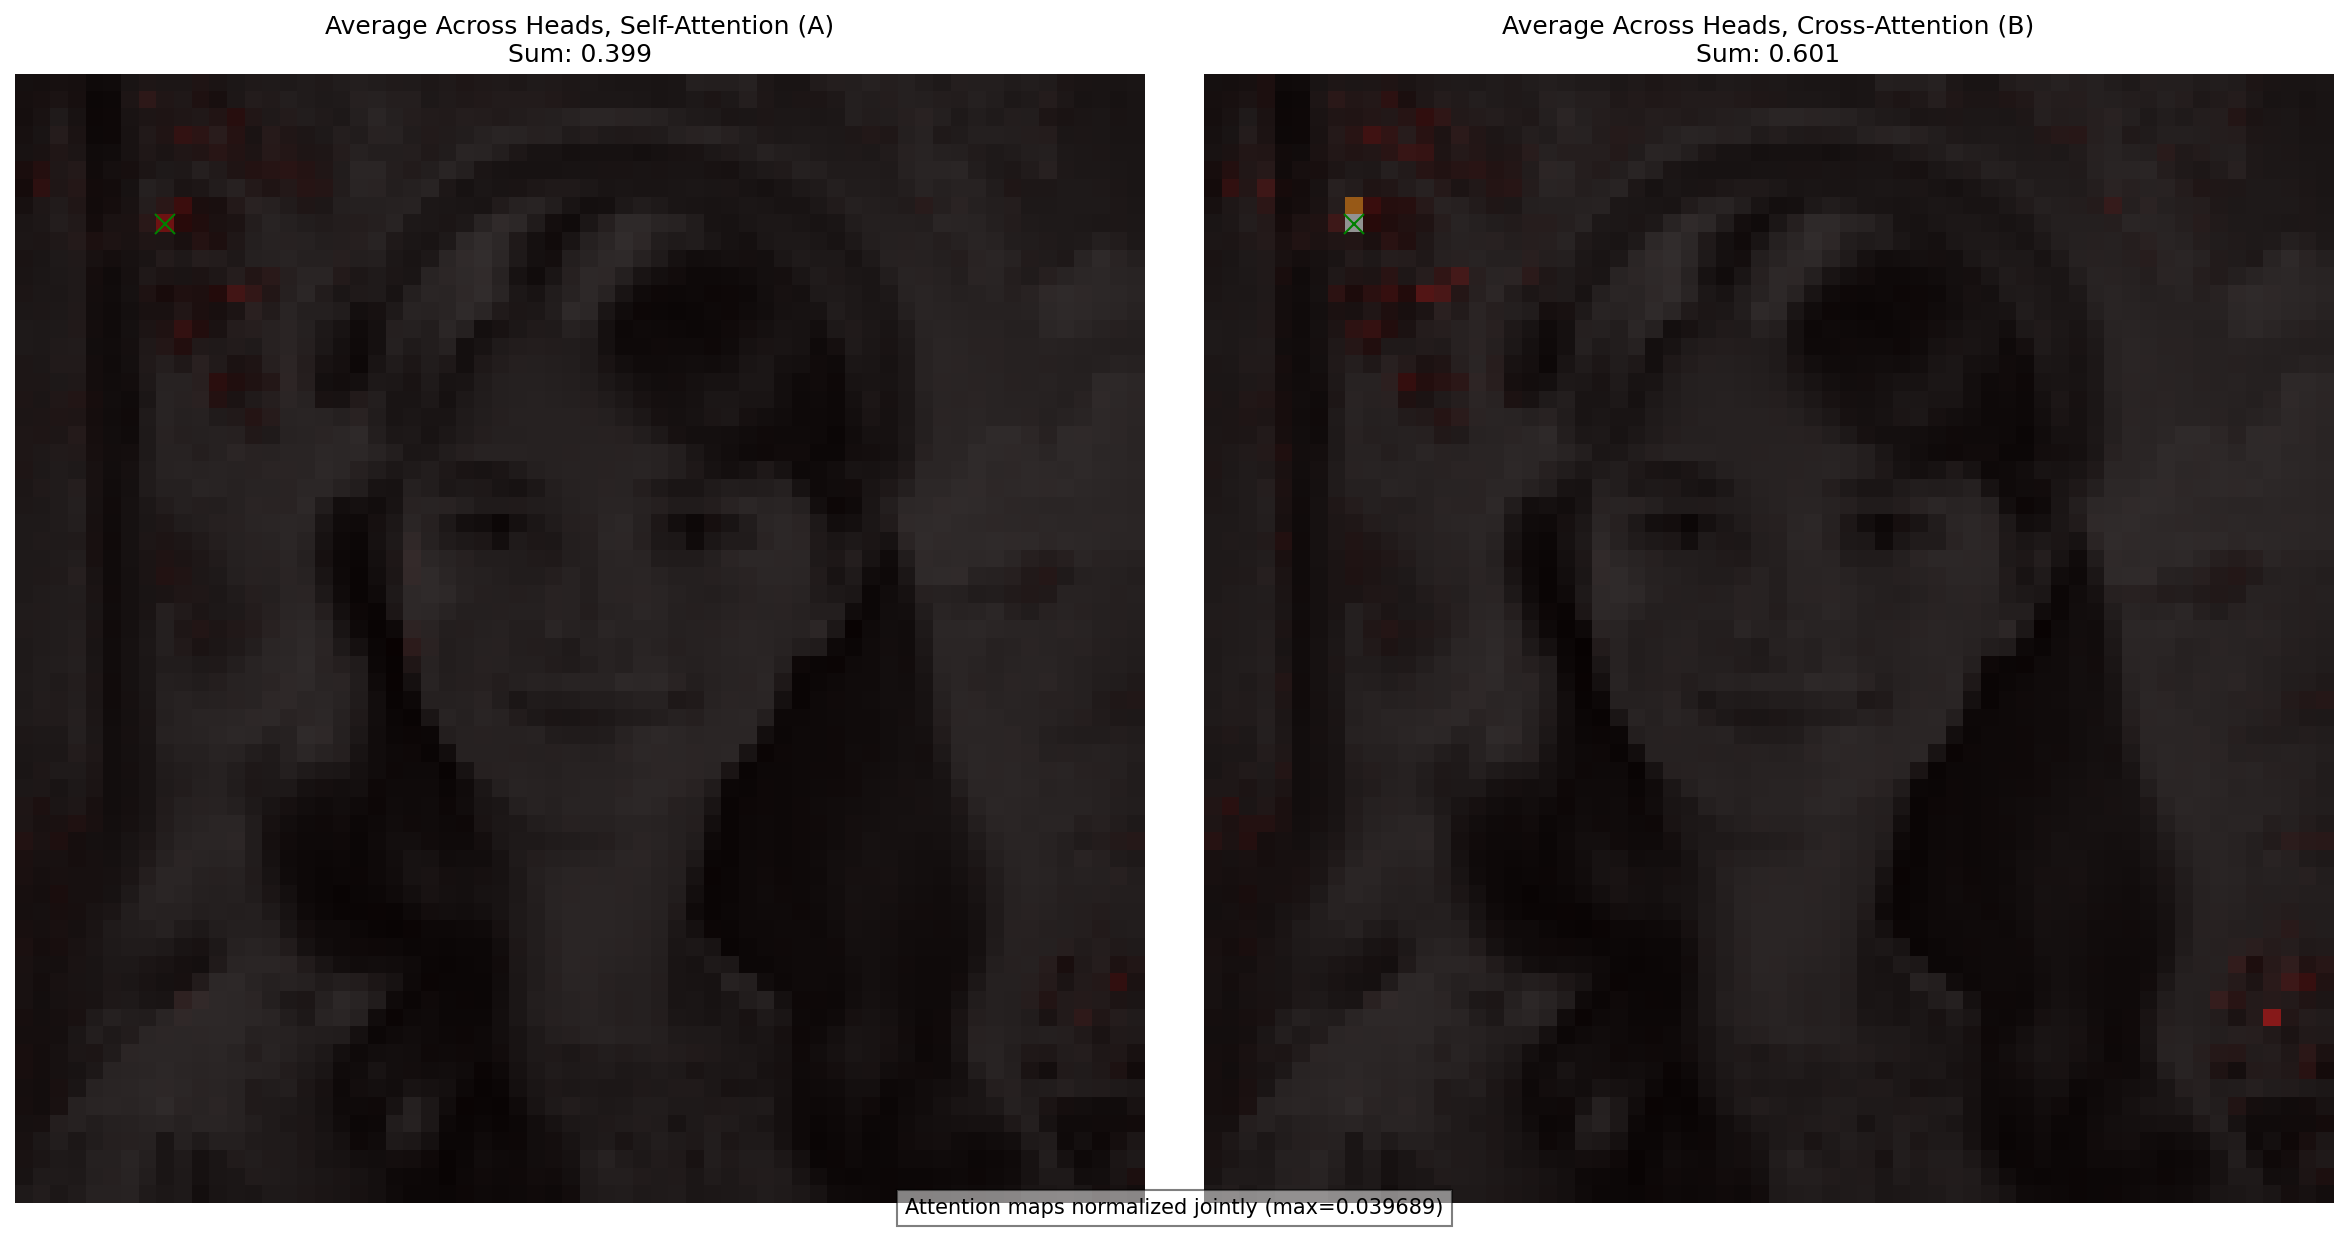 Average Across Heads, Self-Attention (A)
Sum: 0.399
Average Across Heads, Cross-Attention (B)
Sum: 0.601
Attention maps normalized jointly (max=0.039689)